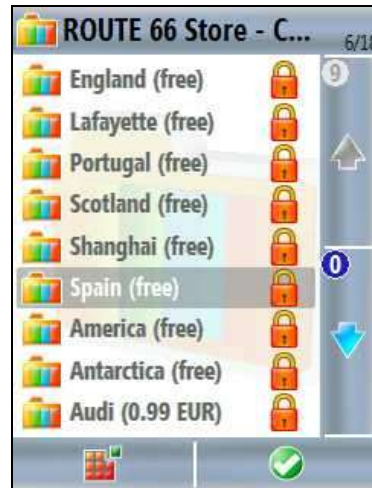 ROUTE 66 Store - C...
6/18
England (free)
9
Lafayette (free)
Portugal (free)
Scotland (free)
Shanghai (free)
0
Spain (free)
America (free)
Antarctica (free)
Audi (0.99 EUR)